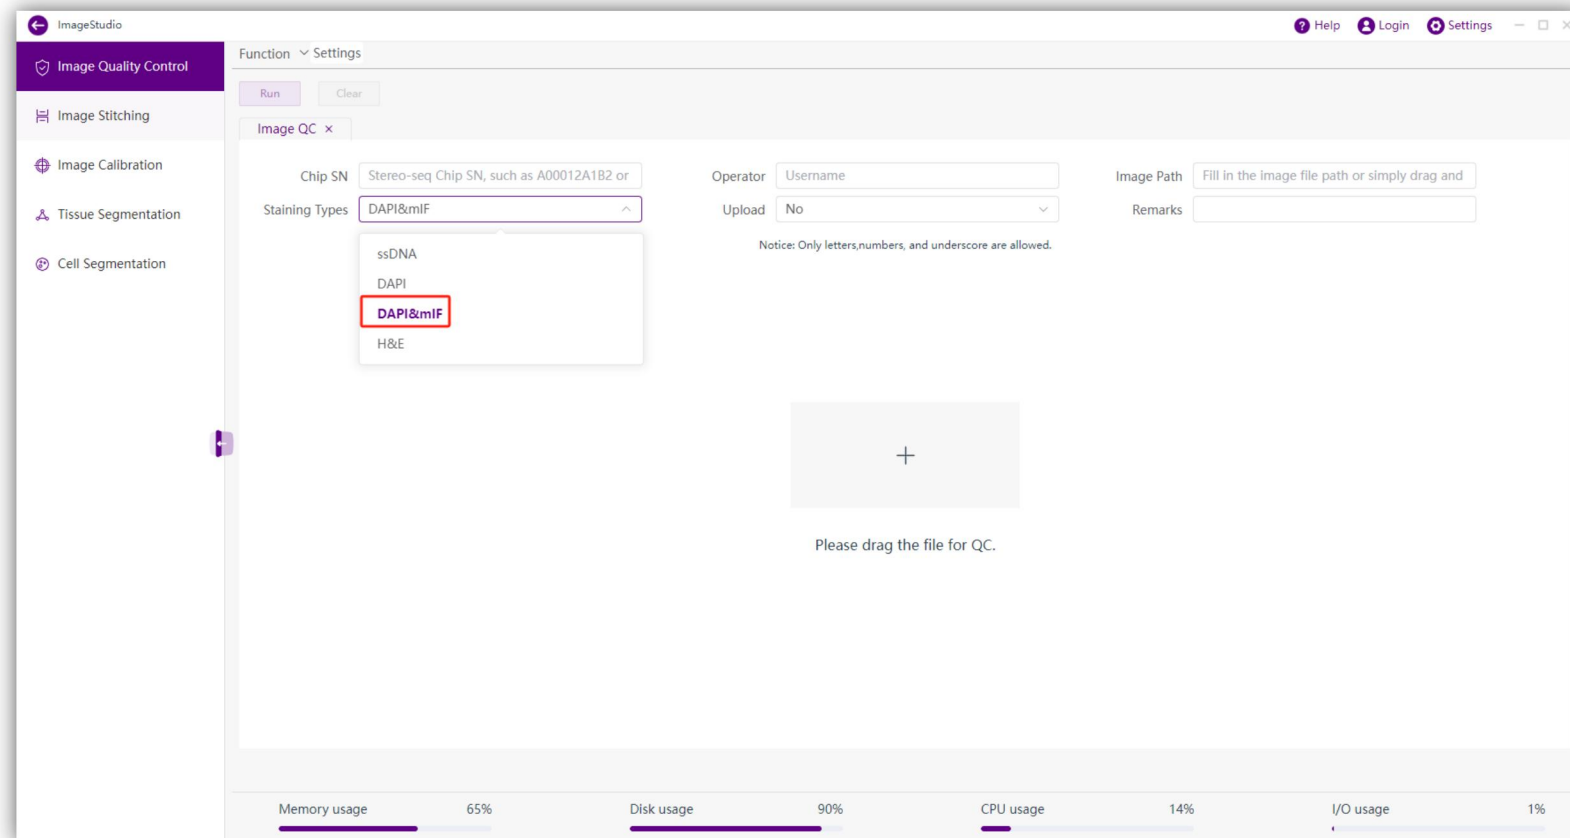 ImageStudio
Help Login Settings
Image Quality Control
Image Stitching
Image Calibration
Tissue Segmentation
Cell Segmentation
Function Settings
Run Clear
Image QC ×
Chip SN Stereo-seq Chip SN, such as A00012A1B2 or
Operator Username
Image Path Fill in the image file path or simply drag and
Staining Types DAPI&mIF
Upload No
Remarks
Notice: Only letters,numbers, and underscore are allowed.
ssDNA
DAPI
DAPI&mIF
H&E
Please drag the file for QC.
Memory usage 65%
Disk usage 90%
CPU usage 14%
I/O usage 1%